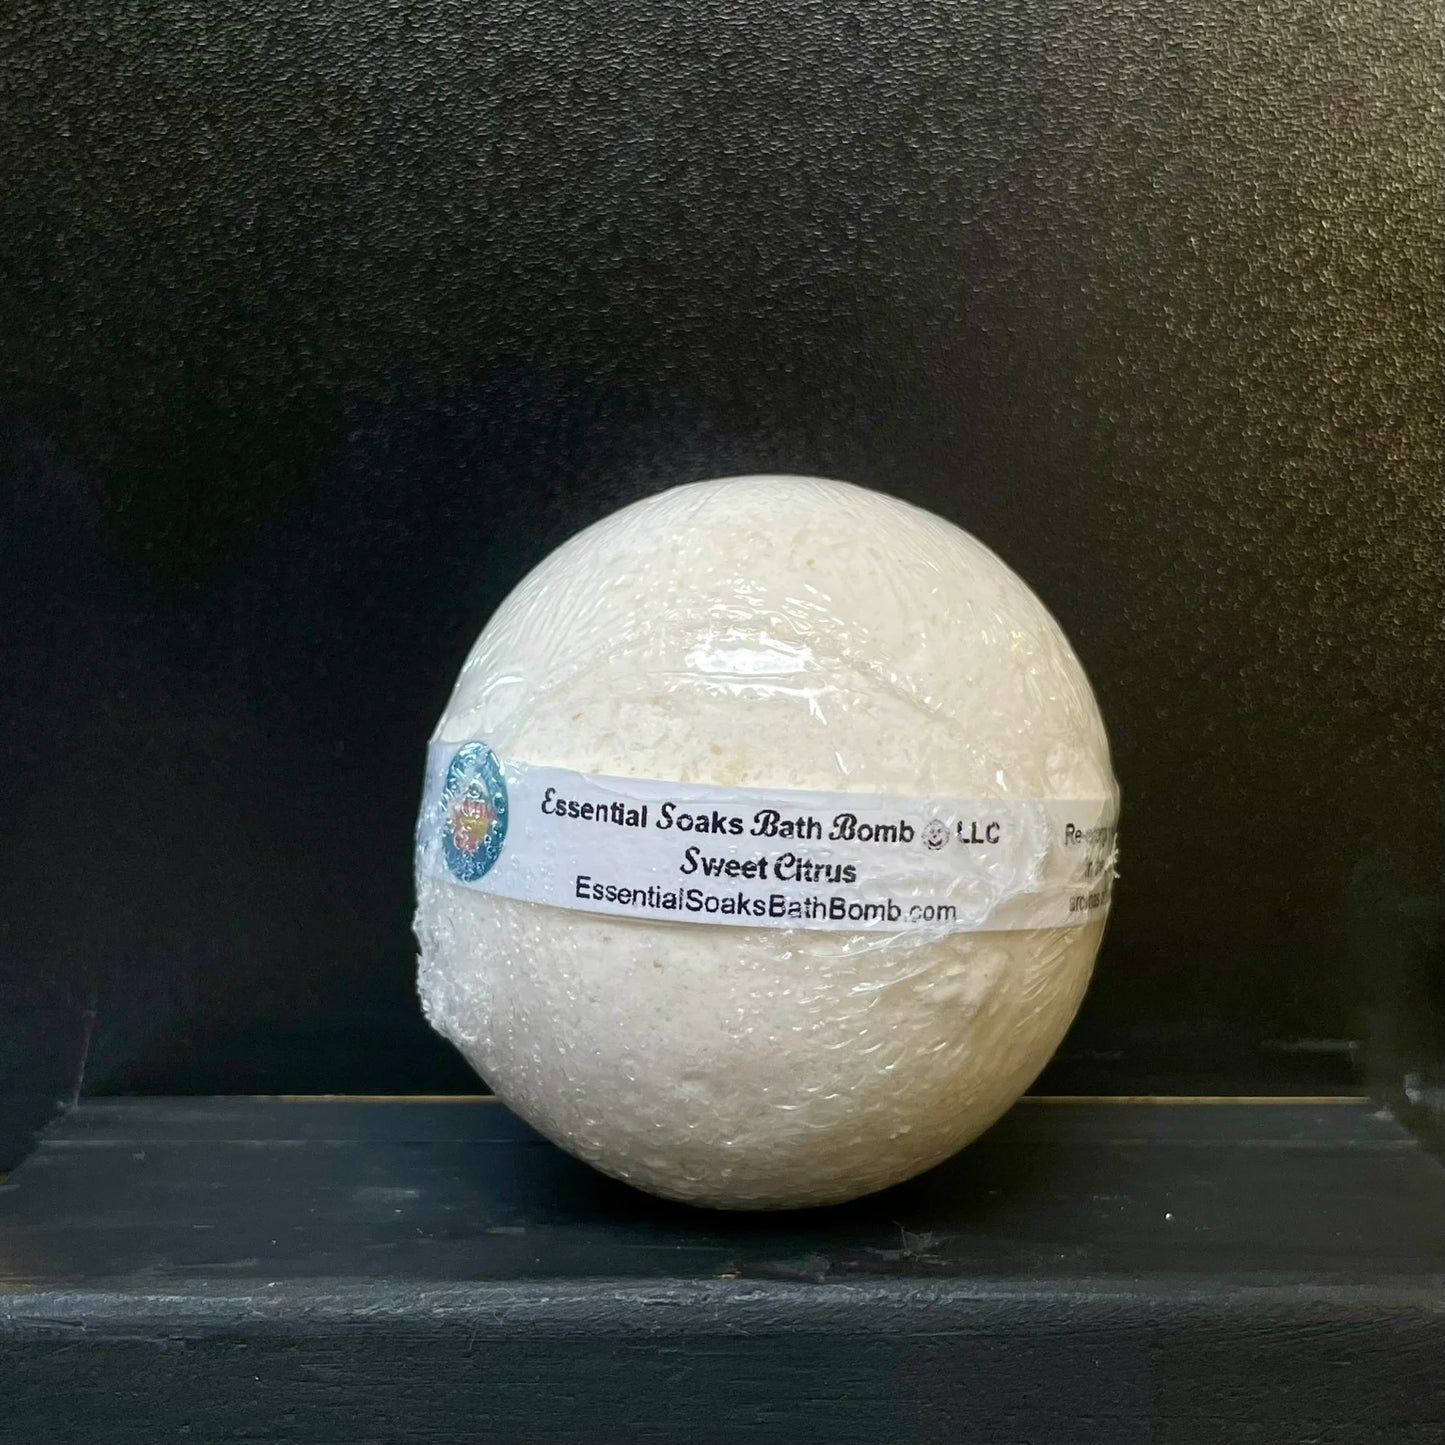 Essential Soaks Bath Bomb LLC
Sweet Citrus
EssentialSoaksBathBomb.com